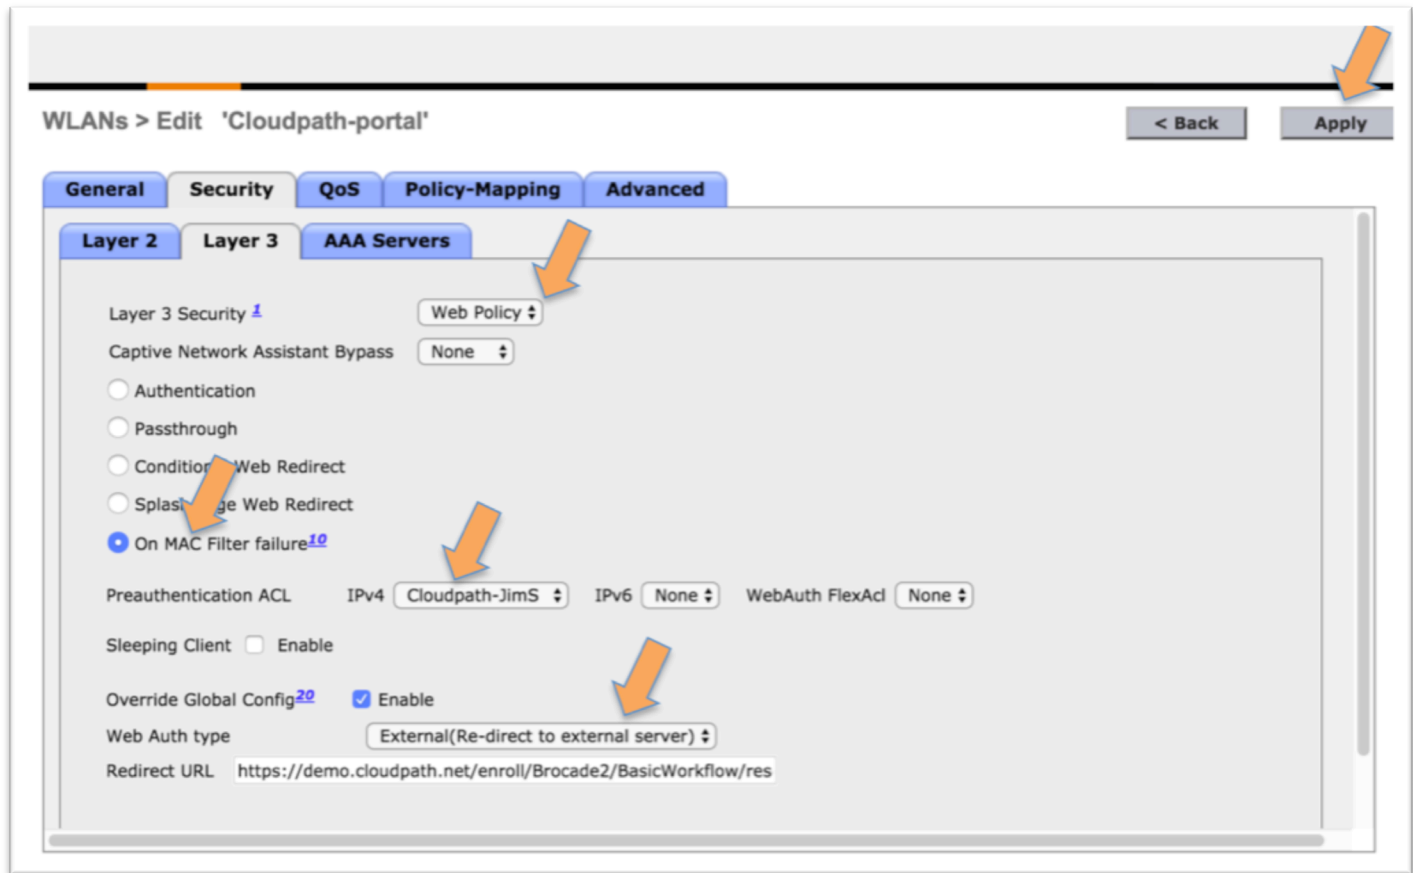 WLANs > Edit 'Cloudpath-portal'
< Back
Apply
General Security QoS Policy-Mapping Advanced
Layer 2 Layer 3 AAA Servers
Layer 3 Security 1 Web Policy
Captive Network Assistant Bypass None
Authentication
Passthrough
Web Redirect
Web Redirect
On MAC Filter failure10
Preauthentication ACL IPv4 Cloudpath-JimS IPv6 None WebAuth FlexAcl None
Sleeping Client Enable
Override Global Config20 Enable
Web Auth type External(Re-direct to external server)
Redirect URL https://demo.cloudpath.net/enroll/Brocade2/BasicWorkflow/res